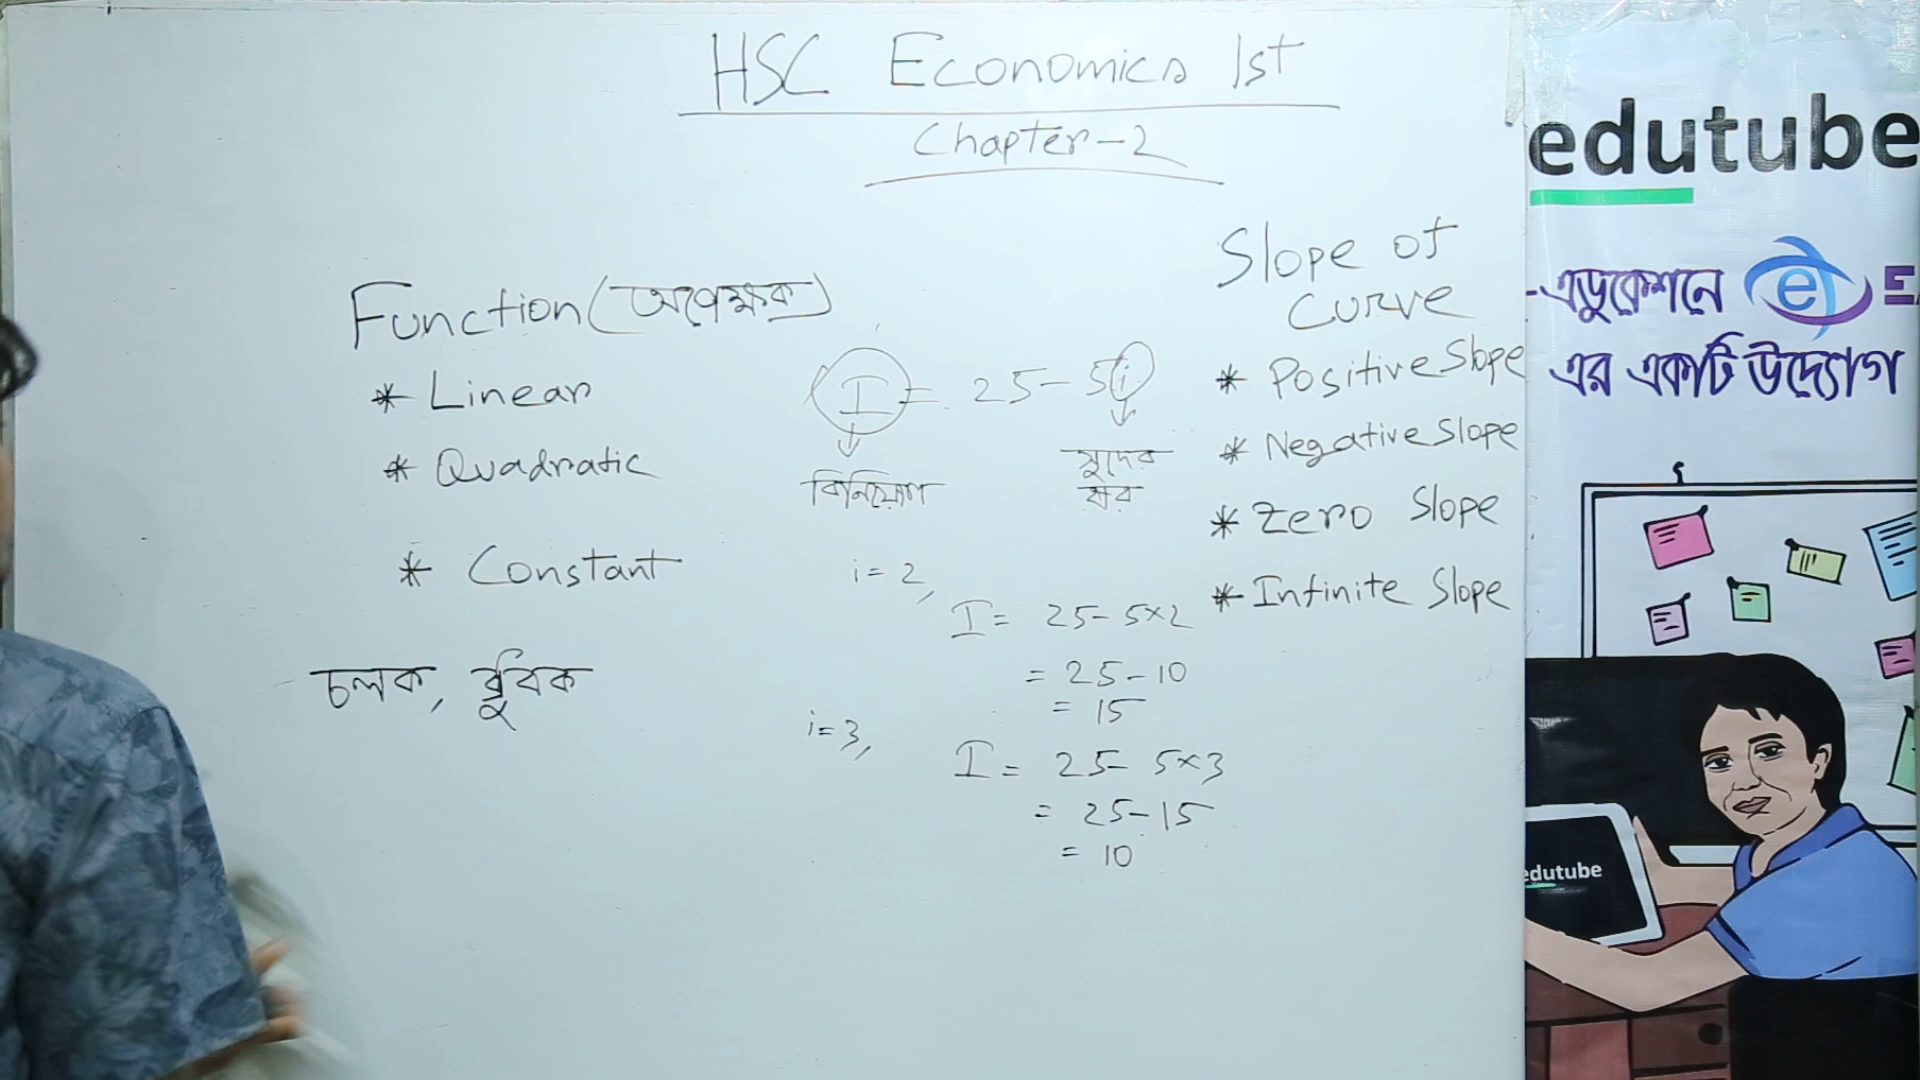 HSC Economics 1st
Chapter-2
Function (অপেক্ষক)
* Linear
* Quadratic
* Constant
চলক, ধ্রুবক
I = 25-5i
বিনিয়োগ
সুদের
হার
i=2,
I = 25-5×2
= 25-10
= 15
i=3,
I = 25-5×3
= 25-15
= 10
Slope of
curve
* Positive Slope
* Negative Slope
* Zero Slope
* Infinite Slope
edutube
-এডুকেশনে e E
এর একটি উদ্যোগ
edutube